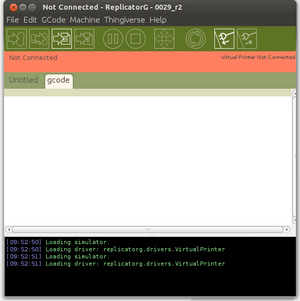 Not Connected - ReplicatorG - 0029_r2
File Edit GCode Machine Thingiverse Help
Not Connected
Virtual Printer Not Connected
Untitled gcode
[09:52:50] Loading simulator.
[09:52:50] Loading driver: replicatorg.drivers.VirtualPrinter
[09:52:51] Loading simulator.
[09:52:51] Loading driver: replicatorg.drivers.VirtualPrinter